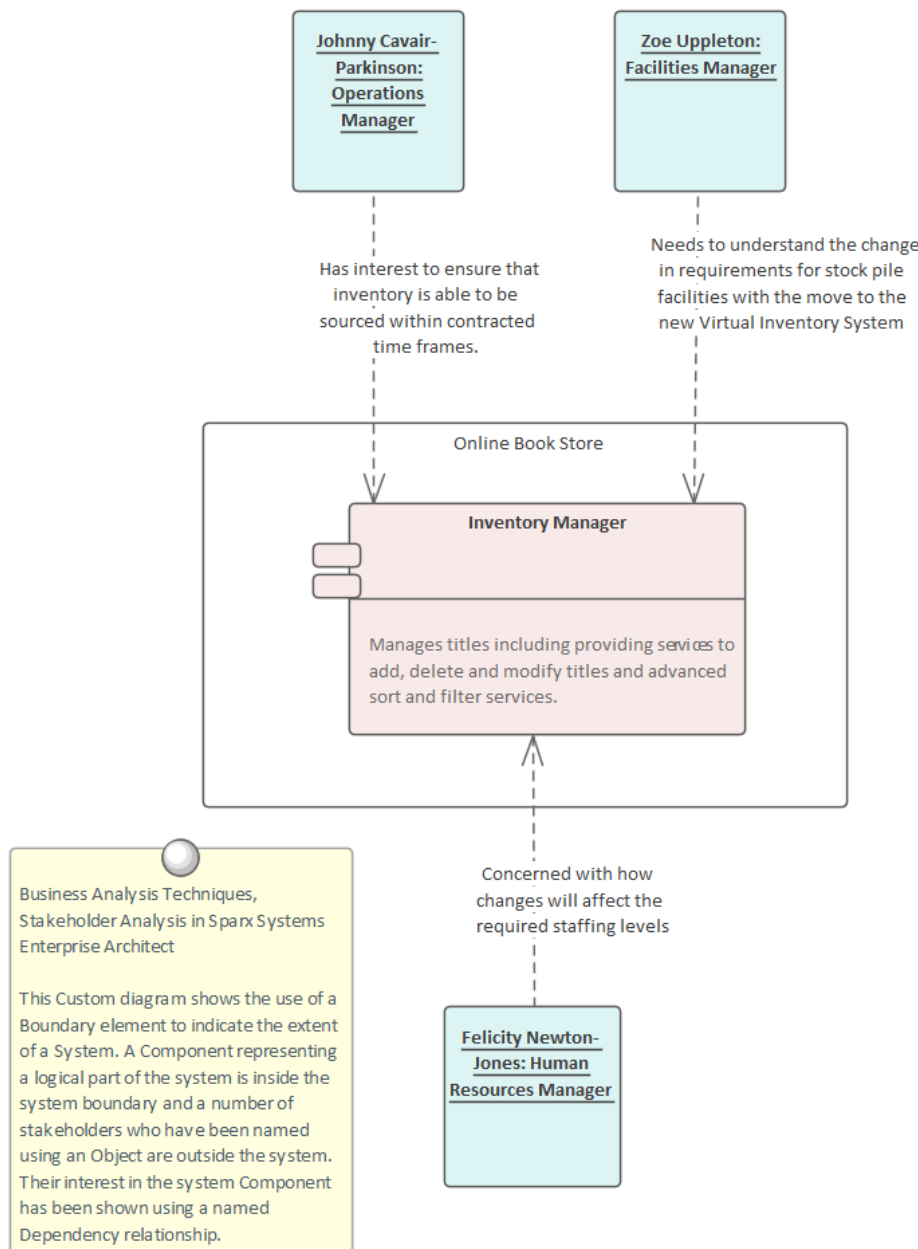 Johnny Cavair-
Parkinson:
Operations
Manager
Zoe Uppleton:
Facilities Manager
Has interest to ensure that
inventory is able to be
sourced within contracted
time frames.
Needs to understand the change
in requirements for stock pile
facilities with the move to the
new Virtual Inventory System
Online Book Store
Inventory Manager
Manages titles including providing services to
add, delete and modify titles and advanced
sort and filter services.
Concerned with how
changes will affect the
required staffing levels
Felicity Newton-
Jones: Human
Resources Manager
Business Analysis Techniques,
Stakeholder Analysis in Sparx Systems
Enterprise Architect
This Custom diagram shows the use of a
Boundary element to indicate the extent
of a System. A Component representing
a logical part of the system is inside the
system boundary and a number of
stakeholders who have been named
using an Object are outside the system.
Their interest in the system Component
has been shown using a named
Dependency relationship.